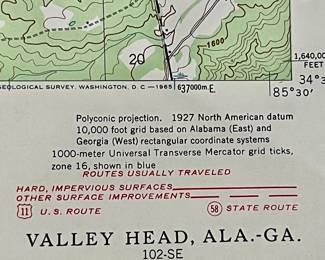 1600
20
1,640,00
FEET
GEOLOGICAL SURVEY, WASHINGTON, D. C.—1965
637000m.E.
34°3
85°30'
Polyconic projection. 1927 North American datum
10,000 foot grid based on Alabama (East) and
Georgia (West) rectangular coordinate systems
1000-meter Universal Transverse Mercator grid ticks,
zone 16, shown in blue
ROUTES USUALLY TRAVELED
HARD, IMPERVIOUS SURFACES
OTHER SURFACE IMPROVEMENTS
11 U.S. ROUTE 58 STATE ROUTE
VALLEY HEAD, ALA.-GA.
102-SE